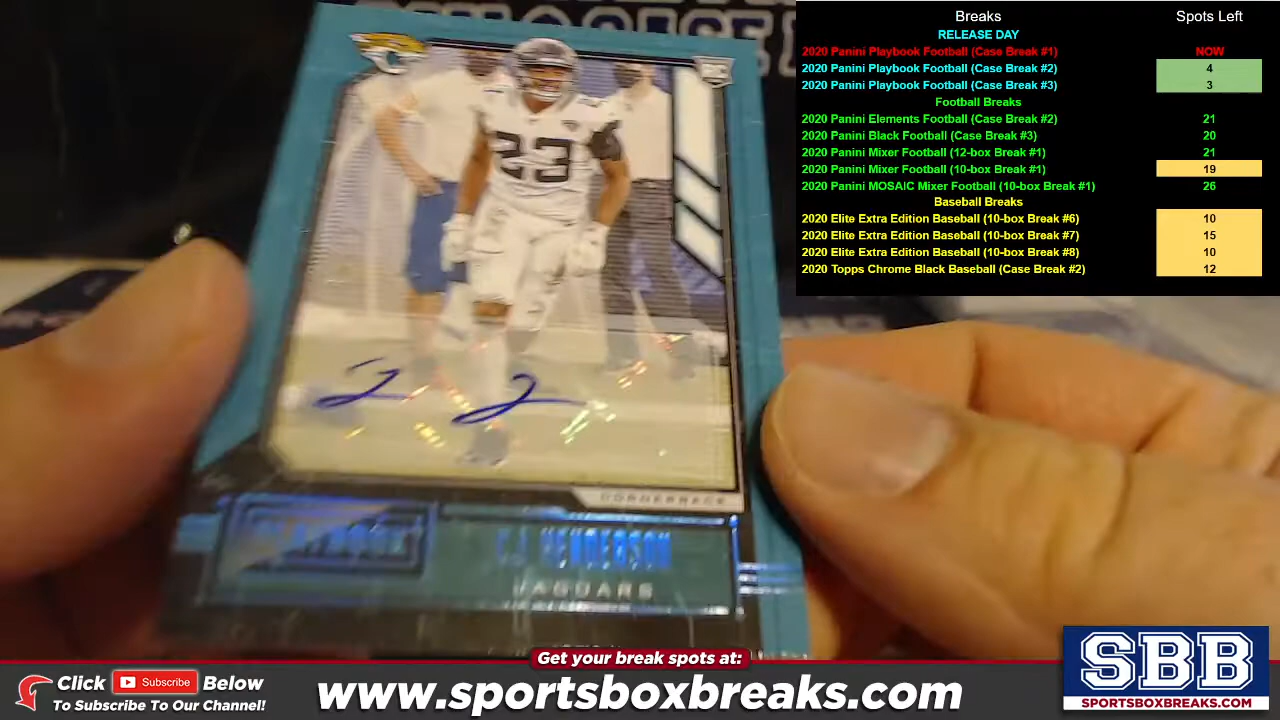 Breaks Spots Left
RELEASE DAY
2020 Panini Playbook Football (Case Break #1) NOW
2020 Panini Playbook Football (Case Break #2) 4
2020 Panini Playbook Football (Case Break #3) 3
Football Breaks
2020 Panini Elements Football (Case Break #2) 21
2020 Panini Black Football (Case Break #3) 20
2020 Panini Mixer Football (12-box Break #1) 21
2020 Panini Mixer Football (10-box Break #1) 19
2020 Panini MOSAIC Mixer Football (10-box Break #1) 26
Baseball Breaks
2020 Elite Extra Edition Baseball (10-box Break #6) 10
2020 Elite Extra Edition Baseball (10-box Break #7) 15
2020 Elite Extra Edition Baseball (10-box Break #8) 10
2020 Topps Chrome Black Baseball (Case Break #2) 12
RC
23
CORNERBACK
PLAYBOOK
C.J. HENDERSON
JAGUARS
Get your break spots at:
www.sportsboxbreaks.com
Click Subscribe Below
To Subscribe To Our Channel!
SBB
SPORTSBOXBREAKS.COM